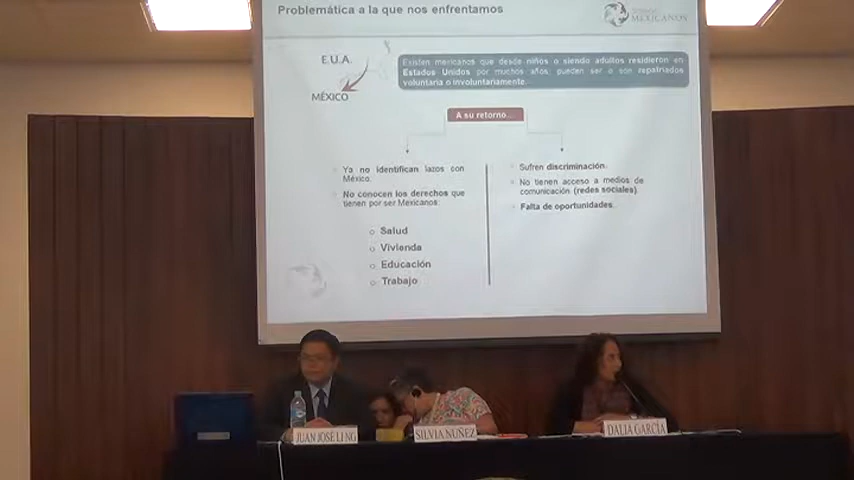 Problemática a la que nos enfrentamos
MEXICANOS
E.U.A.
MÉXICO
Existen mexicanos que desde niños o siendo adultos residieron en
Estados Unidos por muchos años, pueden ser o son repatriados
voluntaria o involuntariamente.
A su retorno...
Ya no identifican lazos con
México.
No conocen los derechos que
tienen por ser Mexicanos:
Salud
Vivienda
Educación
Trabajo
Sufren discriminación.
No tienen acceso a medios de
comunicación (redes sociales).
Falta de oportunidades.
JUAN JOSÉ LI NG
SILVIA NUÑEZ
DALIA GARCÍA